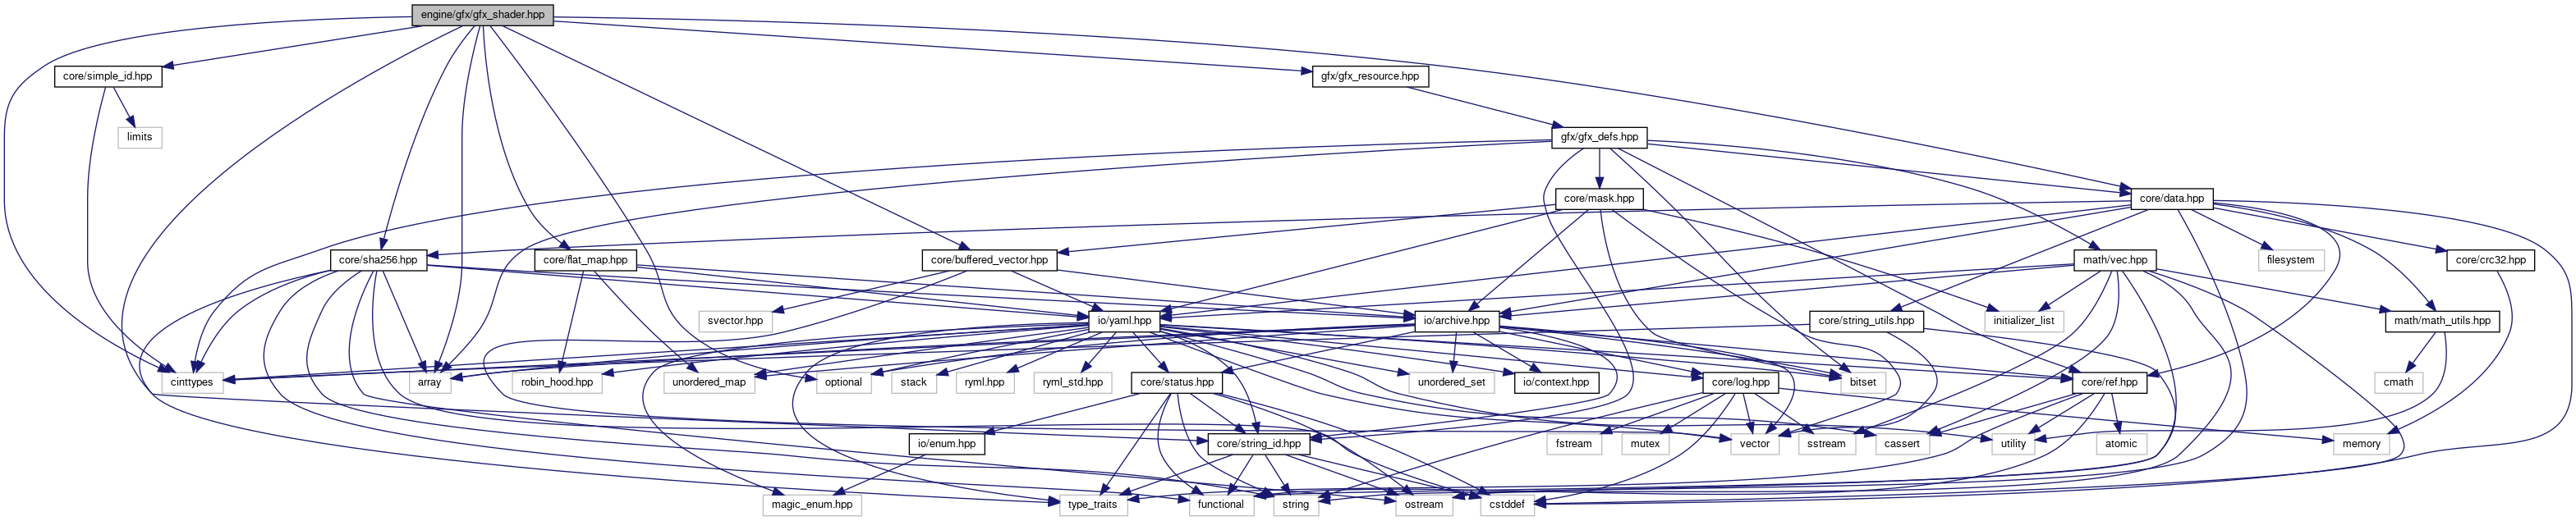 engine/gfx/gfx_shader.hpp
core/simple_id.hpp
gfx/gfx_resource.hpp
limits
gfx/gfx_defs.hpp
core/mask.hpp
core/data.hpp
core/sha256.hpp
core/flat_map.hpp
core/buffered_vector.hpp
math/vec.hpp
filesystem
core/crc32.hpp
svector.hpp
io/yaml.hpp
io/archive.hpp
core/string_utils.hpp
initializer_list
math/math_utils.hpp
cinttypes
array
robin_hood.hpp
unordered_map
optional
stack
ryml.hpp
ryml_std.hpp
core/status.hpp
unordered_set
io/context.hpp
core/log.hpp
bitset
core/ref.hpp
cmath
io/enum.hpp
core/string_id.hpp
fstream
mutex
vector
sstream
cassert
utility
atomic
memory
magic_enum.hpp
type_traits
functional
string
ostream
cstddef